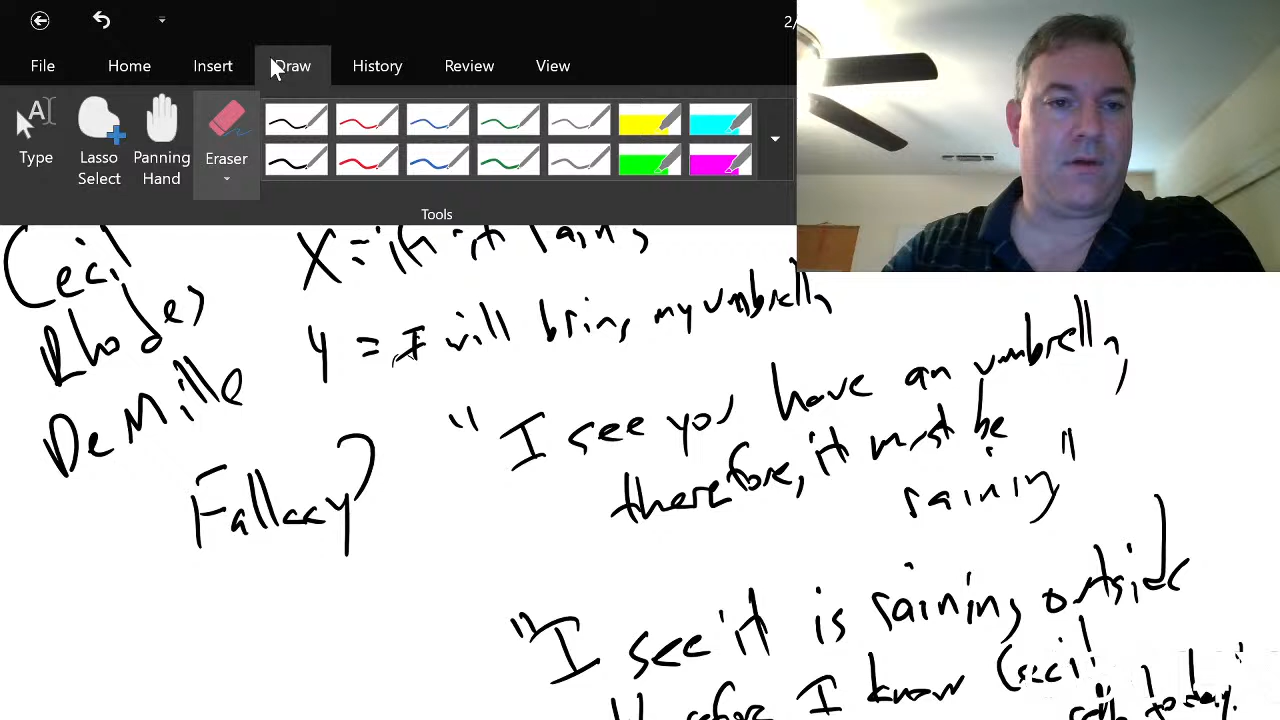 2/
File Home Insert Draw History Review View
Type
Lasso Select
Panning Hand
Eraser
Tools
Cecil
Rhodes
DeMille
X = if it rains
Y = I will bring my umbrella
Fallacy?
"I see you have an umbrella,
therefore, it must be
raining"
"I see it is raining outside
therefore I know Cecil
today."